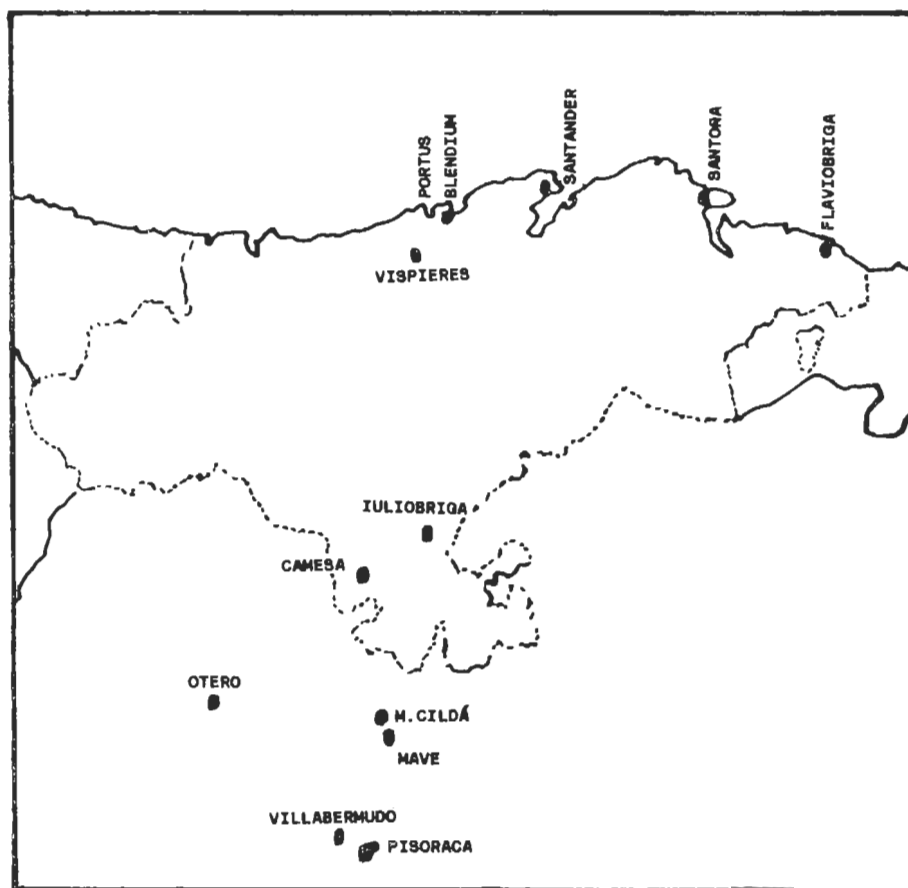 PORTUS
BLENDIUM
SANTANDER
SANTOÑA
FLAVIOBRIGA
VISPIERES
IULIOBRIGA
CAMESA
OTERO
M.CILDÁ
MAVE
VILLABERMUDO
PISORACA